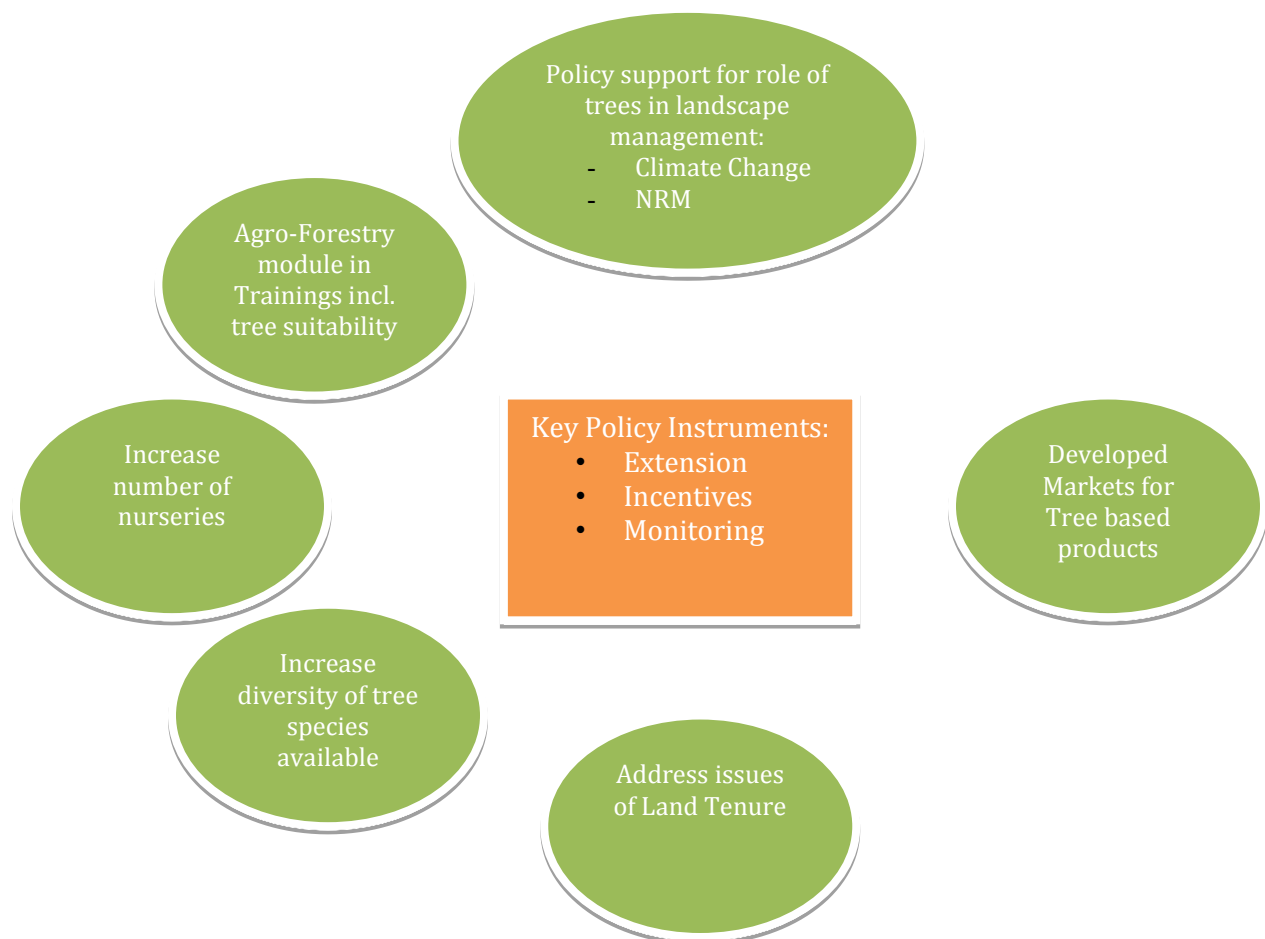 Policy support for role of
trees in landscape
management:
- Climate Change
- NRM
Agro-Forestry
module in
Trainings incl.
tree suitability
Key Policy Instruments:
• Extension
• Incentives
• Monitoring
Increase
number of
nurseries
Developed
Markets for
Tree based
products
Increase
diversity of tree
species
available
Address issues
of Land Tenure